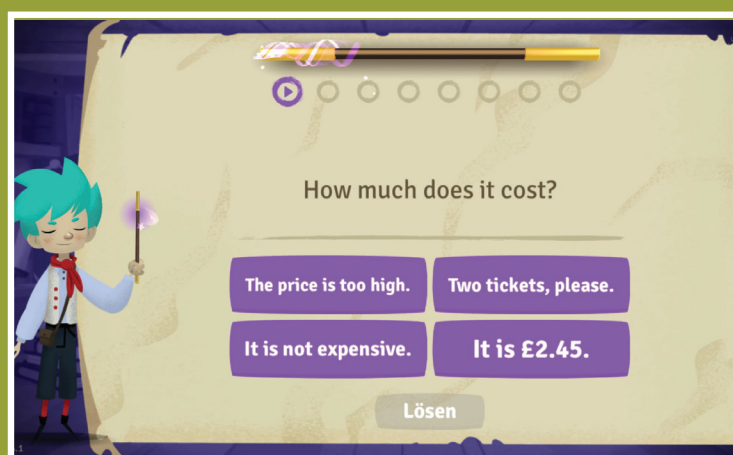 How much does it cost?
The price is too high.
Two tickets, please.
It is not expensive.
It is £2.45.
Lösen
.1